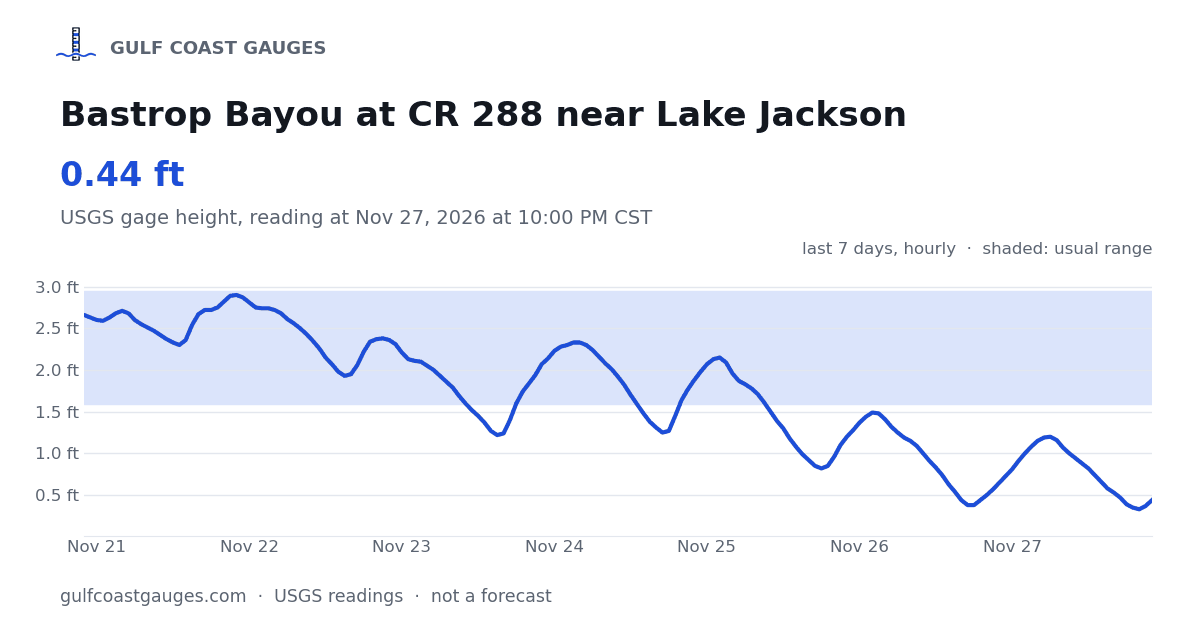 GULF COAST GAUGES
Bastrop Bayou at CR 288 near Lake Jackson
0.44 ft
USGS gage height, reading at Nov 27, 2026 at 10:00 PM CST
last 7 days, hourly · shaded: usual range
3.0 ft
2.5 ft
2.0 ft
1.5 ft
1.0 ft
0.5 ft
Nov 21 Nov 22 Nov 23 Nov 24 Nov 25 Nov 26 Nov 27
gulfcoastgauges.com · USGS readings · not a forecast